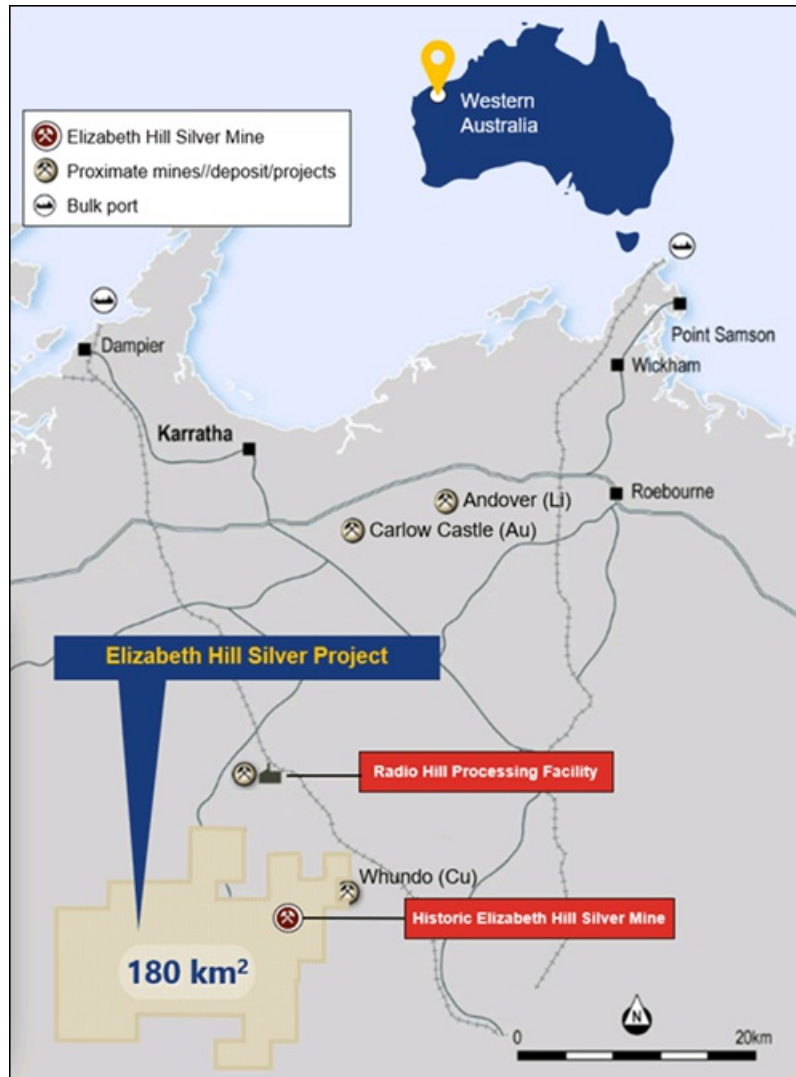 Western
Australia
Elizabeth Hill Silver Mine
Proximate mines//deposit/projects
Bulk port
Dampier
Point Samson
Wickham
Karratha
Roebourne
Andover (Li)
Carlow Castle (Au)
Elizabeth Hill Silver Project
Radio Hill Processing Facility
Whundo (Cu)
Historic Elizabeth Hill Silver Mine
180 km²
N
0 20km